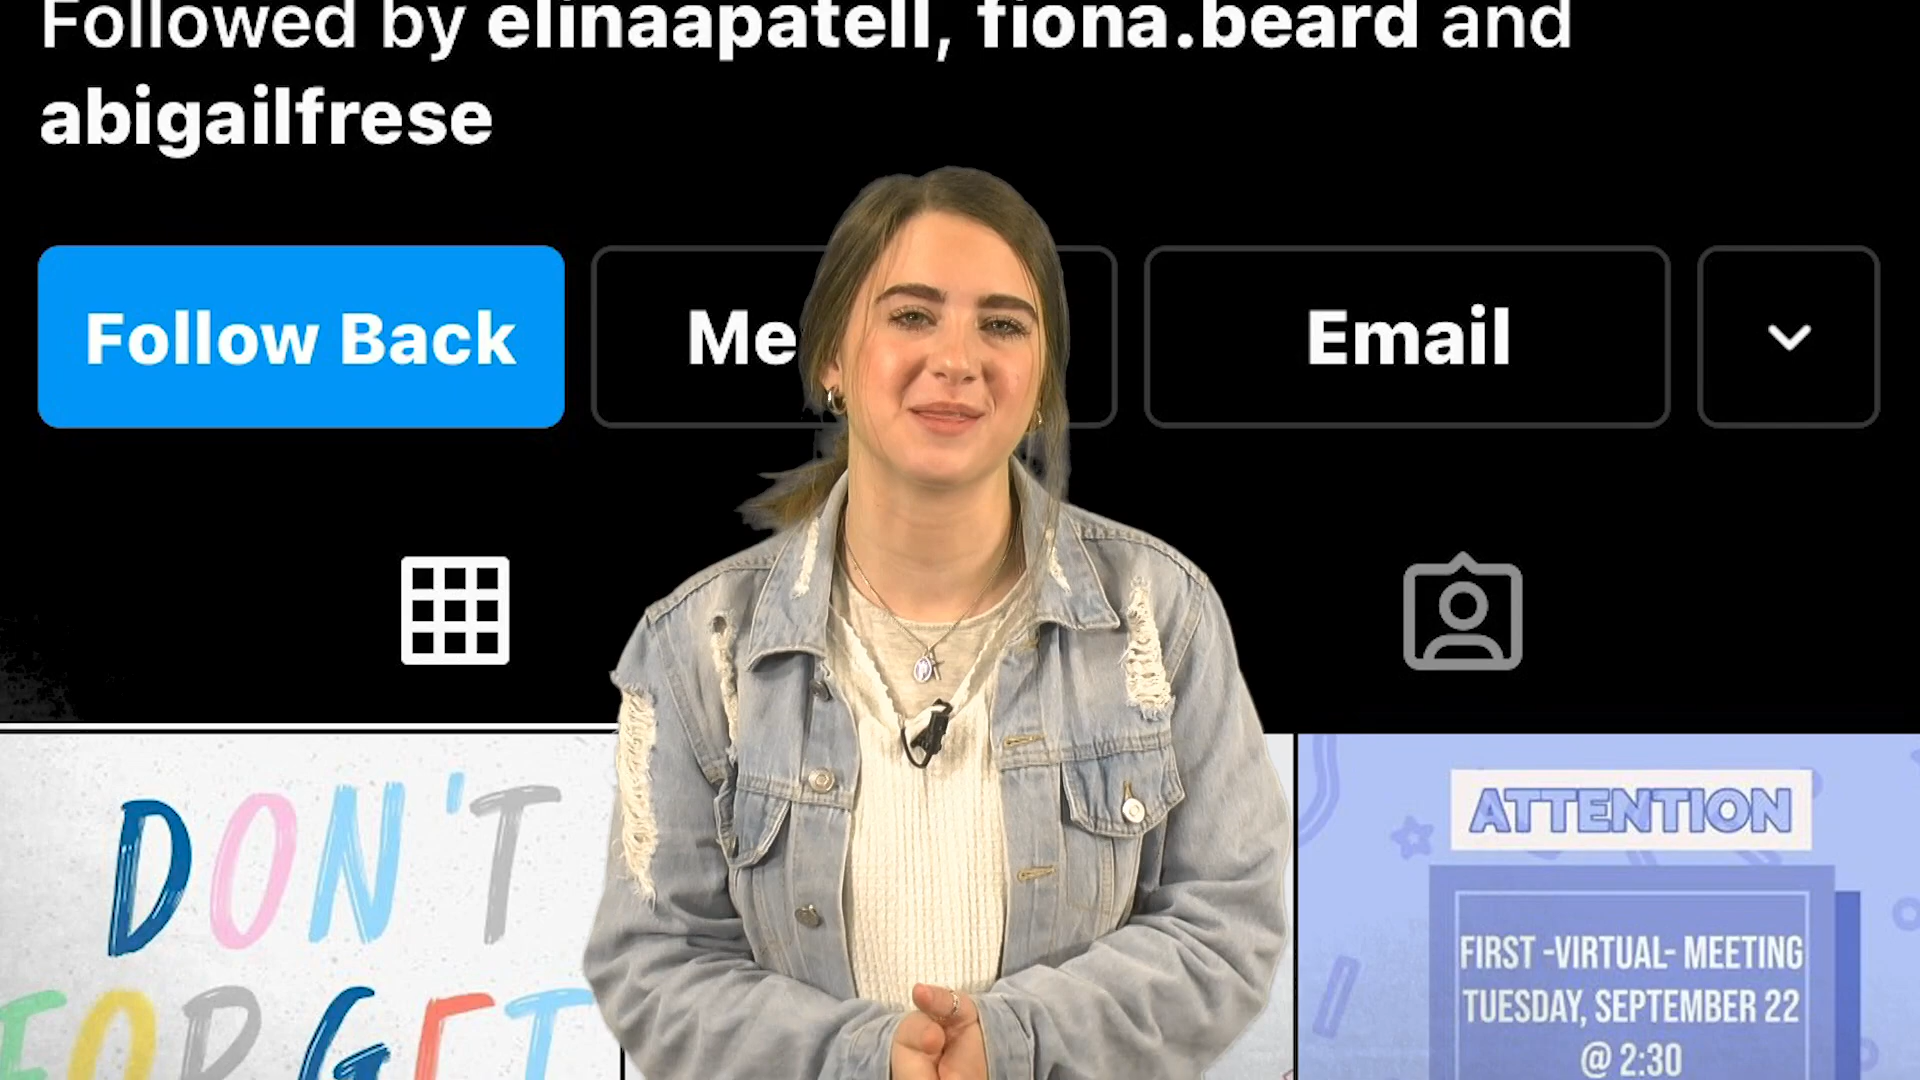 Followed by elinaapatell, fiona.beard and
abigailfrese
Follow Back
Me
Email
DON'T
FORGET
ATTENTION
FIRST -VIRTUAL- MEETING
TUESDAY, SEPTEMBER 22
@ 2:30